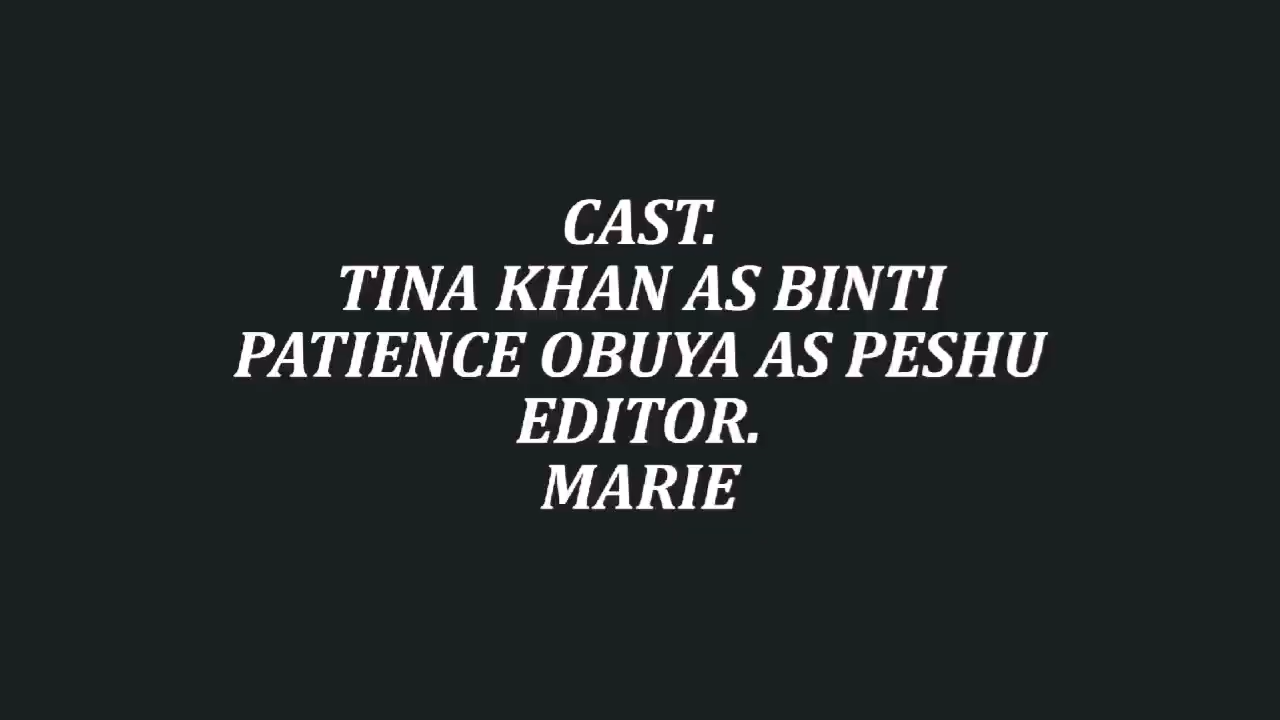 CAST.
TINA KHAN AS BINTI
PATIENCE OBUYA AS PESHU
EDITOR.
MARIE